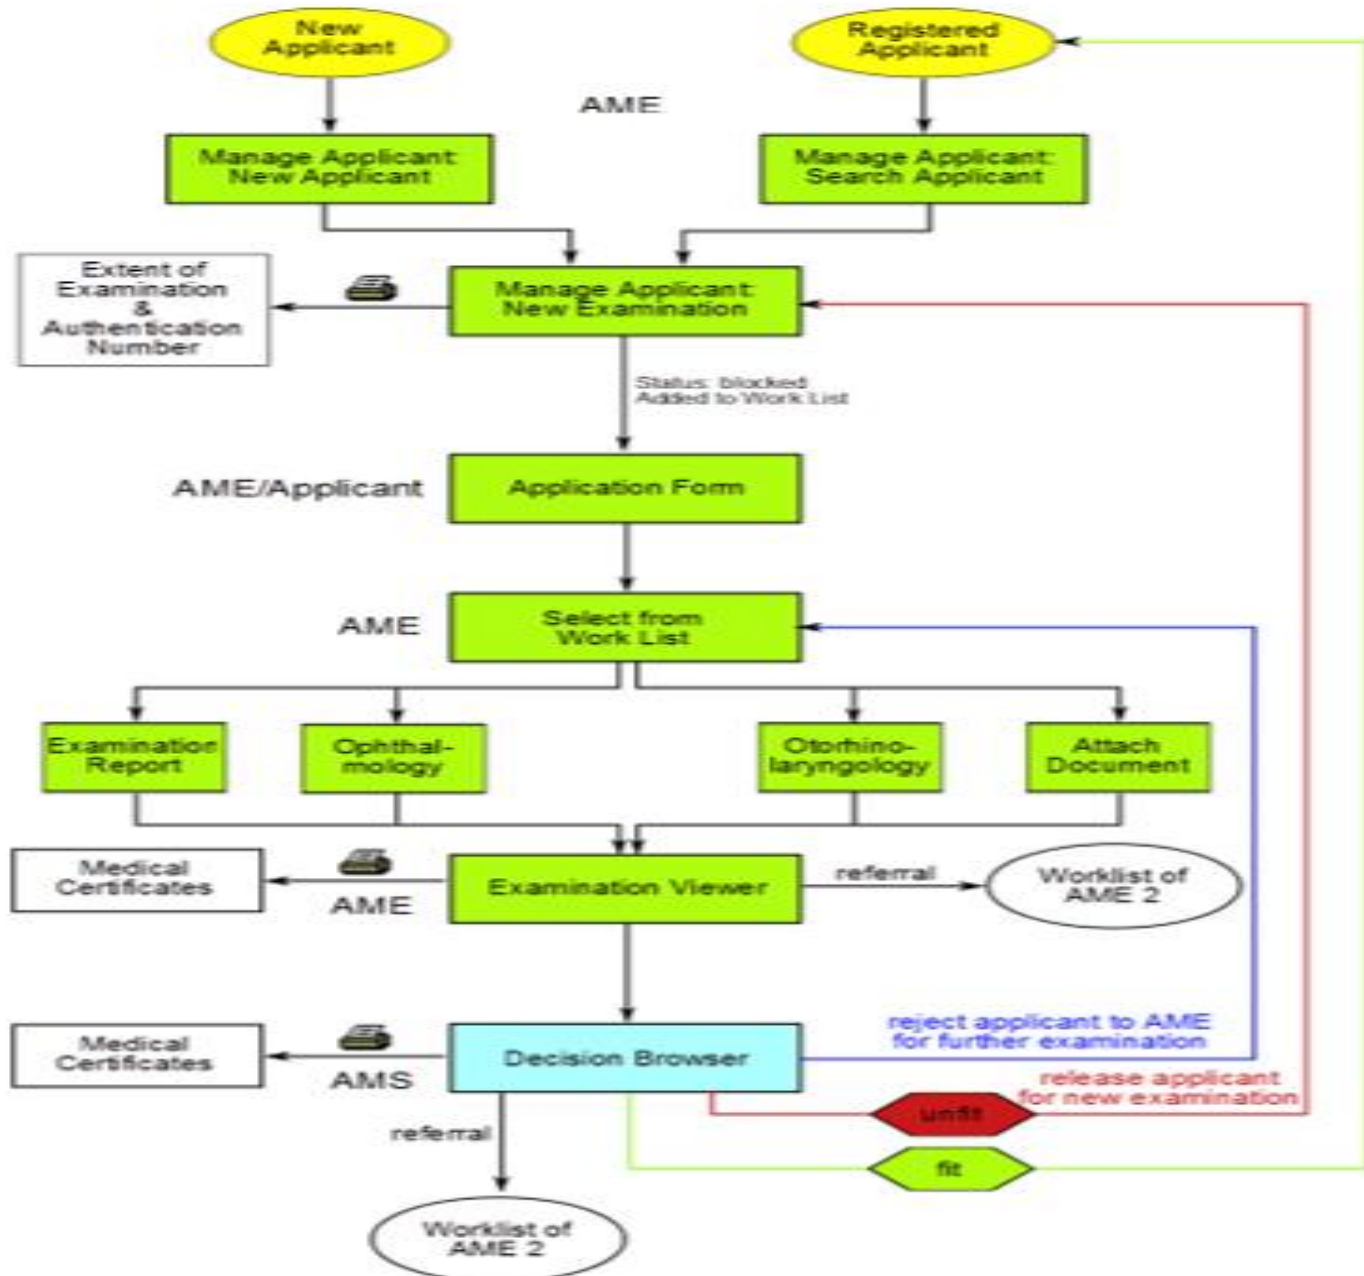 New
Applicant
Registered
Applicant
AME
Manage Applicant:
New Applicant
Manage Applicant:
Search Applicant
Extent of
Examination
&
Authentication
Number
Manage Applicant:
New Examination
Status: blocked
Added to Work List
AME/Applicant
Application Form
AME
Select from
Work List
Examination
Report
Ophthal-
mology
Otorhino-
laryngology
Attach
Document
Medical
Certificates
AME
Examination Viewer
referral
Worklist of
AME 2
Medical
Certificates
AMS
Decision Browser
reject applicant to AME
for further examination
release applicant
for new examination
unfit
referral
fit
Worklist of
AME 2